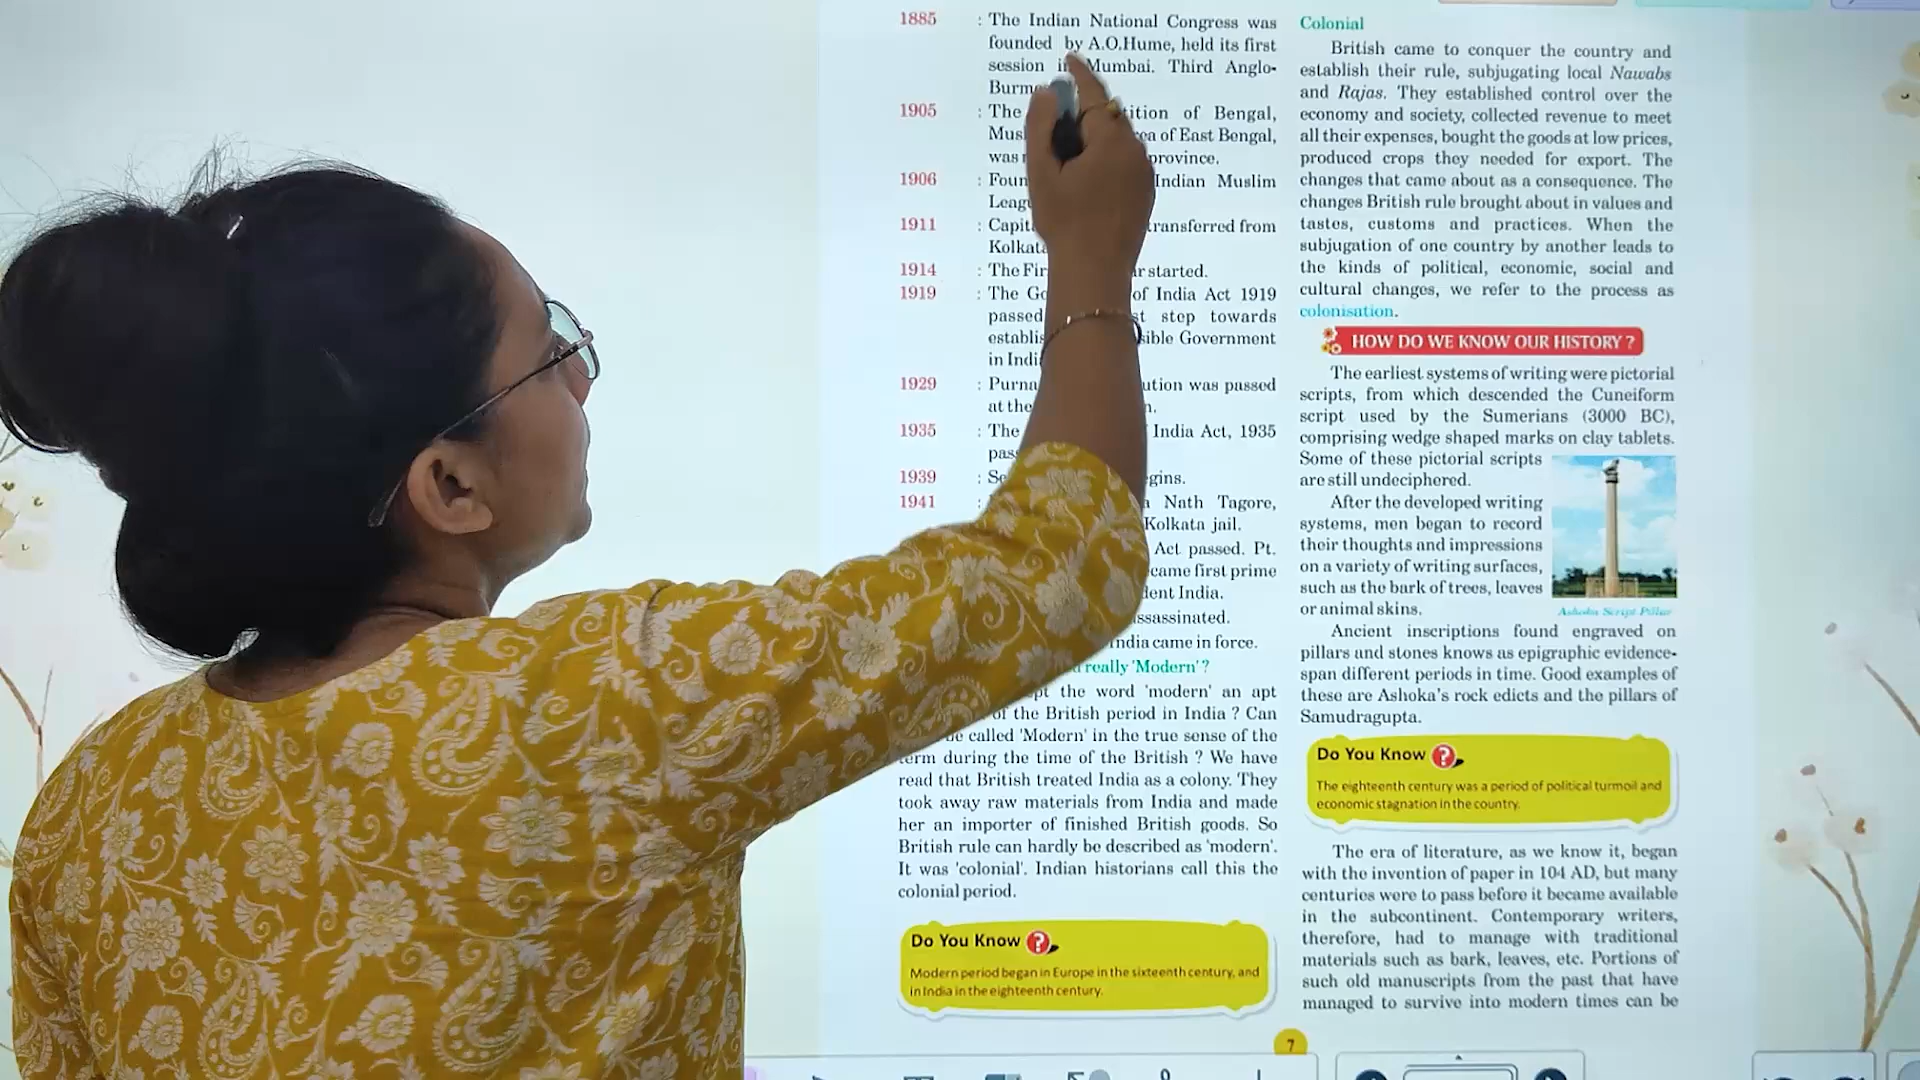 1885 : The Indian National Congress was
founded by A.O.Hume, held its first
session in Mumbai. Third Anglo-
1905 : The tition of Bengal,
of East Bengal,
was province.
1906 : Indian Muslim
1911 : transferred from
1914 : The started.
1919 : The of India Act 1919
passed step towards
Government
in
1929 : was passed
at the
1935 : The India Act, 1935
1939 :
1941 : Nath Tagore,
Kolkata jail.
Act passed. Pt.
first prime
India.
assassinated.
India came in force.
really 'Modern'?
the word 'modern' an apt
of the British period in India ? Can
called 'Modern' in the true sense of the
term during the time of the British ? We have
read that British treated India as a colony. They
took away raw materials from India and made
her an importer of finished British goods. So
British rule can hardly be described as 'modern'.
It was 'colonial'. Indian historians call this the
colonial period.
Do You Know ?
Modern period began in Europe in the sixteenth century, and
in India in the eighteenth century.
Colonial
British came to conquer the country and
establish their rule, subjugating local Nawabs
and Rajas. They established control over the
economy and society, collected revenue to meet
all their expenses, bought the goods at low prices,
produced crops they needed for export. The
changes that came about as a consequence. The
changes British rule brought about in values and
tastes, customs and practices. When the
subjugation of one country by another leads to
the kinds of political, economic, social and
cultural changes, we refer to the process as
colonisation.
HOW DO WE KNOW OUR HISTORY ?
The earliest systems of writing were pictorial
scripts, from which descended the Cuneiform
script used by the Sumerians (3000 BC),
comprising wedge shaped marks on clay tablets.
Some of these pictorial scripts
are still undeciphered.
After the developed writing
systems, men began to record
their thoughts and impressions
on a variety of writing surfaces,
such as the bark of trees, leaves
or animal skins.
Ashoka Script Pillar
Ancient inscriptions found engraved on
pillars and stones knows as epigraphic evidence-
span different periods in time. Good examples of
these are Ashoka's rock edicts and the pillars of
Samudragupta.
Do You Know ?
The eighteenth century was a period of political turmoil and
economic stagnation in the country.
The era of literature, as we know it, began
with the invention of paper in 104 AD, but many
centuries were to pass before it became available
in the subcontinent. Contemporary writers,
therefore, had to manage with traditional
materials such as bark, leaves, etc. Portions of
such old manuscripts from the past that have
managed to survive into modern times can be
7